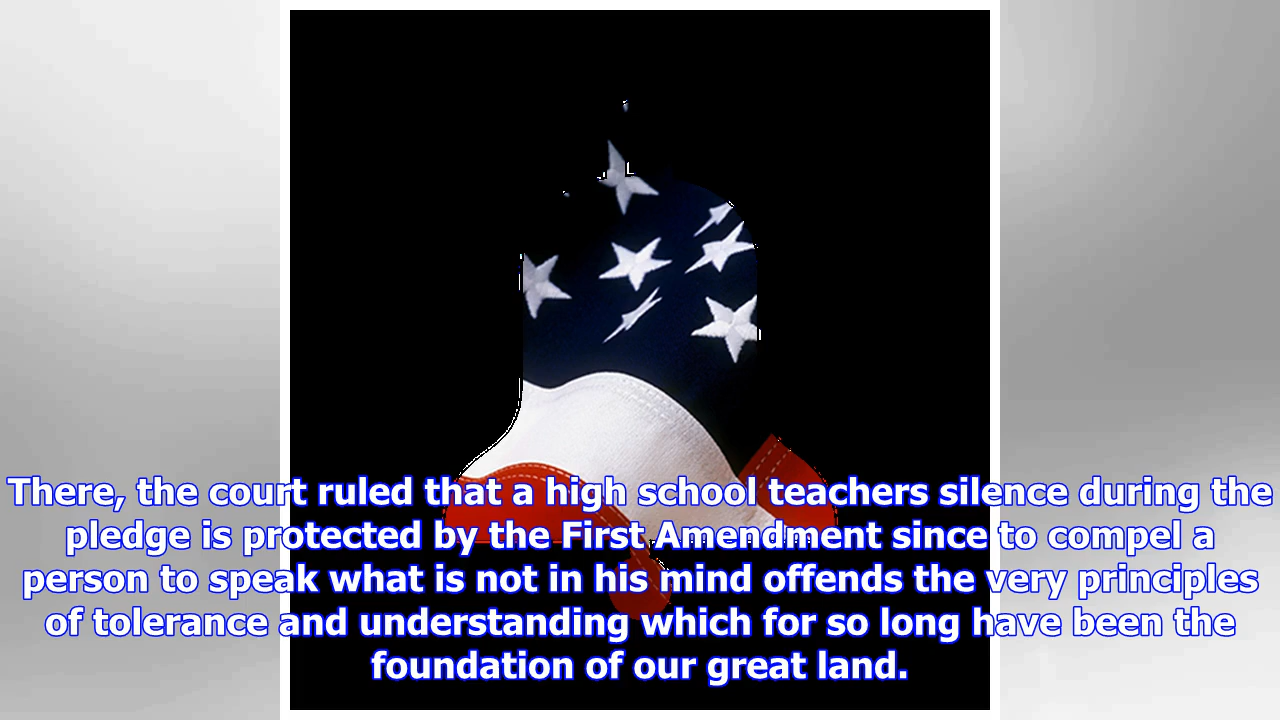 There, the court ruled that a high school teachers silence during the
pledge is protected by the First Amendment since to compel a
person to speak what is not in his mind offends the very principles
of tolerance and understanding which for so long have been the
foundation of our great land.